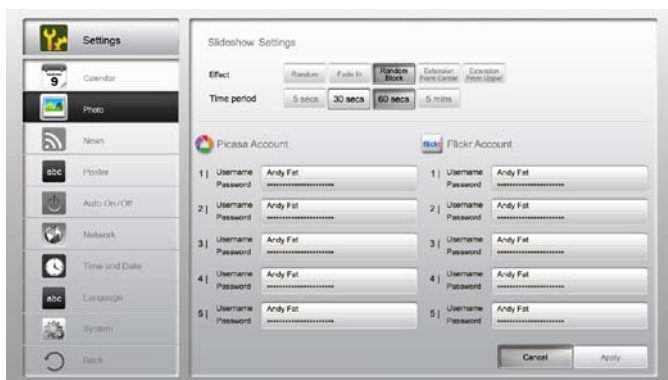 Settings
9
Calendar
Photo
News
abc Poster
Auto On/Off
Network
Time and Date
abc Language
System
Back
Slideshow Settings
Effect Random Fade In Random Block Extension From Center Extension From Upper
Time period 5 secs 30 secs 60 secs 5 mins
Picasa Account
1| Username Andy Fat
Password ••••••••••••••••••••••
2| Username Andy Fat
Password ••••••••••••••••••••••
3| Username Andy Fat
Password ••••••••••••••••••••••
4| Username Andy Fat
Password ••••••••••••••••••••••
5| Username Andy Fat
Password ••••••••••••••••••••••
flickr Flickr Account
1| Username Andy Fat
Password ••••••••••••••••••••••
2| Username Andy Fat
Password ••••••••••••••••••••••
3| Username Andy Fat
Password ••••••••••••••••••••••
4| Username Andy Fat
Password ••••••••••••••••••••••
5| Username Andy Fat
Password ••••••••••••••••••••••
Cancel Apply